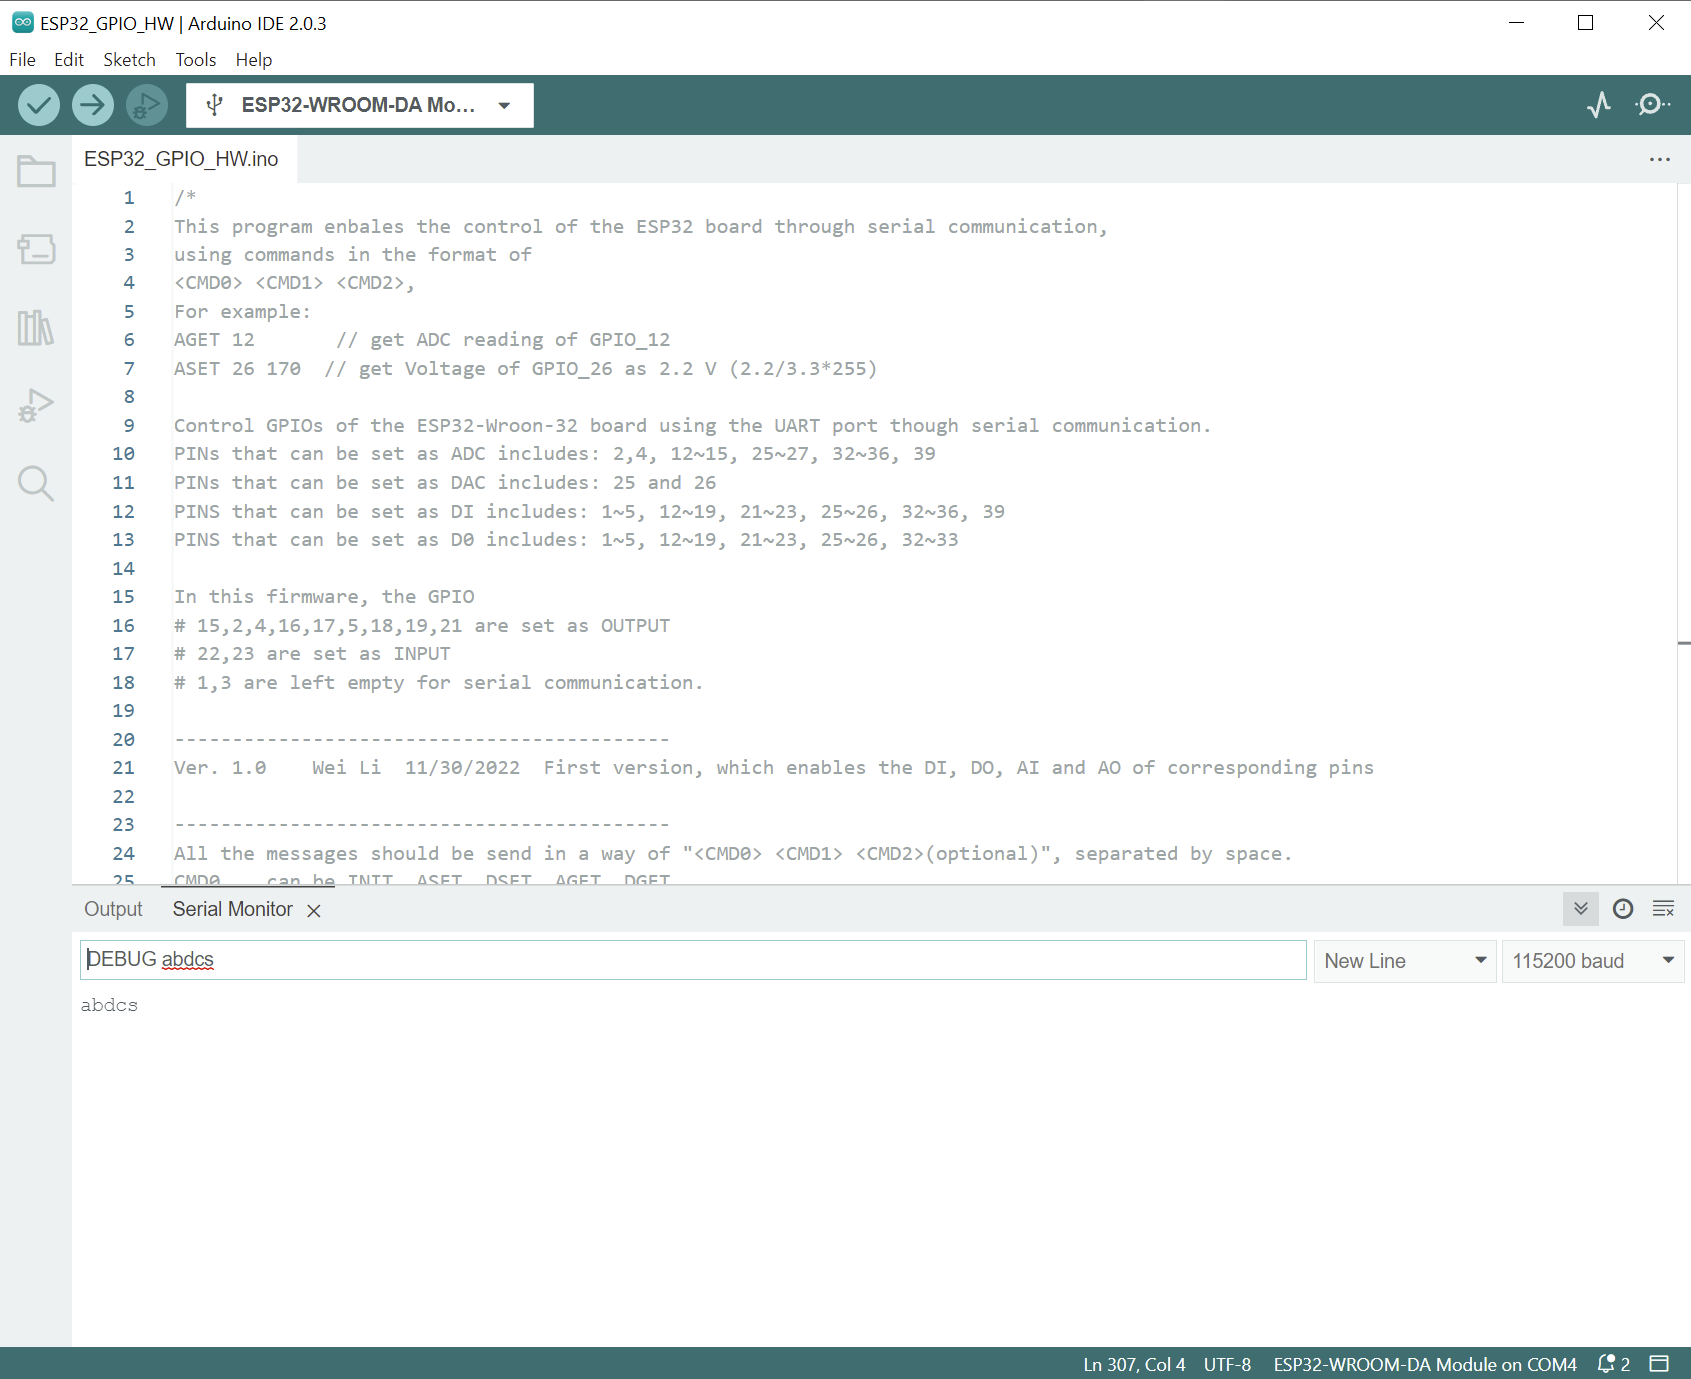 ESP32_GPIO_HW | Arduino IDE 2.0.3
File Edit Sketch Tools Help
ESP32-WROOM-DA Mo...
ESP32_GPIO_HW.ino
1 /*
2 This program enbales the control of the ESP32 board through serial communication,
3 using commands in the format of
4 <CMD0> <CMD1> <CMD2>,
5 For example:
6 AGET 12 // get ADC reading of GPIO_12
7 ASET 26 170 // get Voltage of GPIO_26 as 2.2 V (2.2/3.3*255)
8
9 Control GPIOs of the ESP32-Wroon-32 board using the UART port though serial communication.
10 PINs that can be set as ADC includes: 2,4, 12~15, 25~27, 32~36, 39
11 PINs that can be set as DAC includes: 25 and 26
12 PINS that can be set as DI includes: 1~5, 12~19, 21~23, 25~26, 32~36, 39
13 PINS that can be set as D0 includes: 1~5, 12~19, 21~23, 25~26, 32~33
14
15 In this firmware, the GPIO
16 # 15,2,4,16,17,5,18,19,21 are set as OUTPUT
17 # 22,23 are set as INPUT
18 # 1,3 are left empty for serial communication.
19
20 -------------------------------------------
21 Ver. 1.0 Wei Li 11/30/2022 First version, which enables the DI, DO, AI and AO of corresponding pins
22
23 -------------------------------------------
24 All the messages should be send in a way of "<CMD0> <CMD1> <CMD2>(optional)", separated by space.
25 CMD0 can be INIT ASET DSET AGET DGET
Output Serial Monitor
DEBUG abdcs New Line 115200 baud
abdcs
Ln 307, Col 4 UTF-8 ESP32-WROOM-DA Module on COM4 2